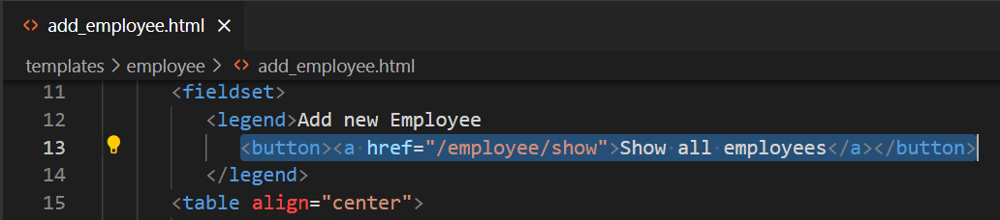 <> add_employee.html ×
templates > employee > <> add_employee.html
11 <fieldset>
12 <legend>Add new Employee
13 <button><a href="/employee/show">Show all employees</a></button>
14 </legend>
15 <table align="center">